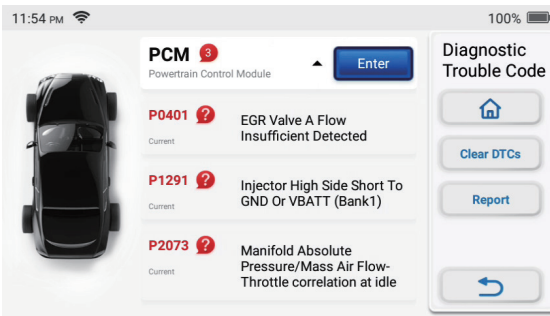 11:54 PM
100%
PCM 3
Powertrain Control Module
Enter
Diagnostic
Trouble Code
P0401 ?
Current
EGR Valve A Flow
Insufficient Detected
P1291 ?
Current
Injector High Side Short To
GND Or VBATT (Bank1)
P2073 ?
Current
Manifold Absolute
Pressure/Mass Air Flow-
Throttle correlation at idle
Clear DTCs
Report